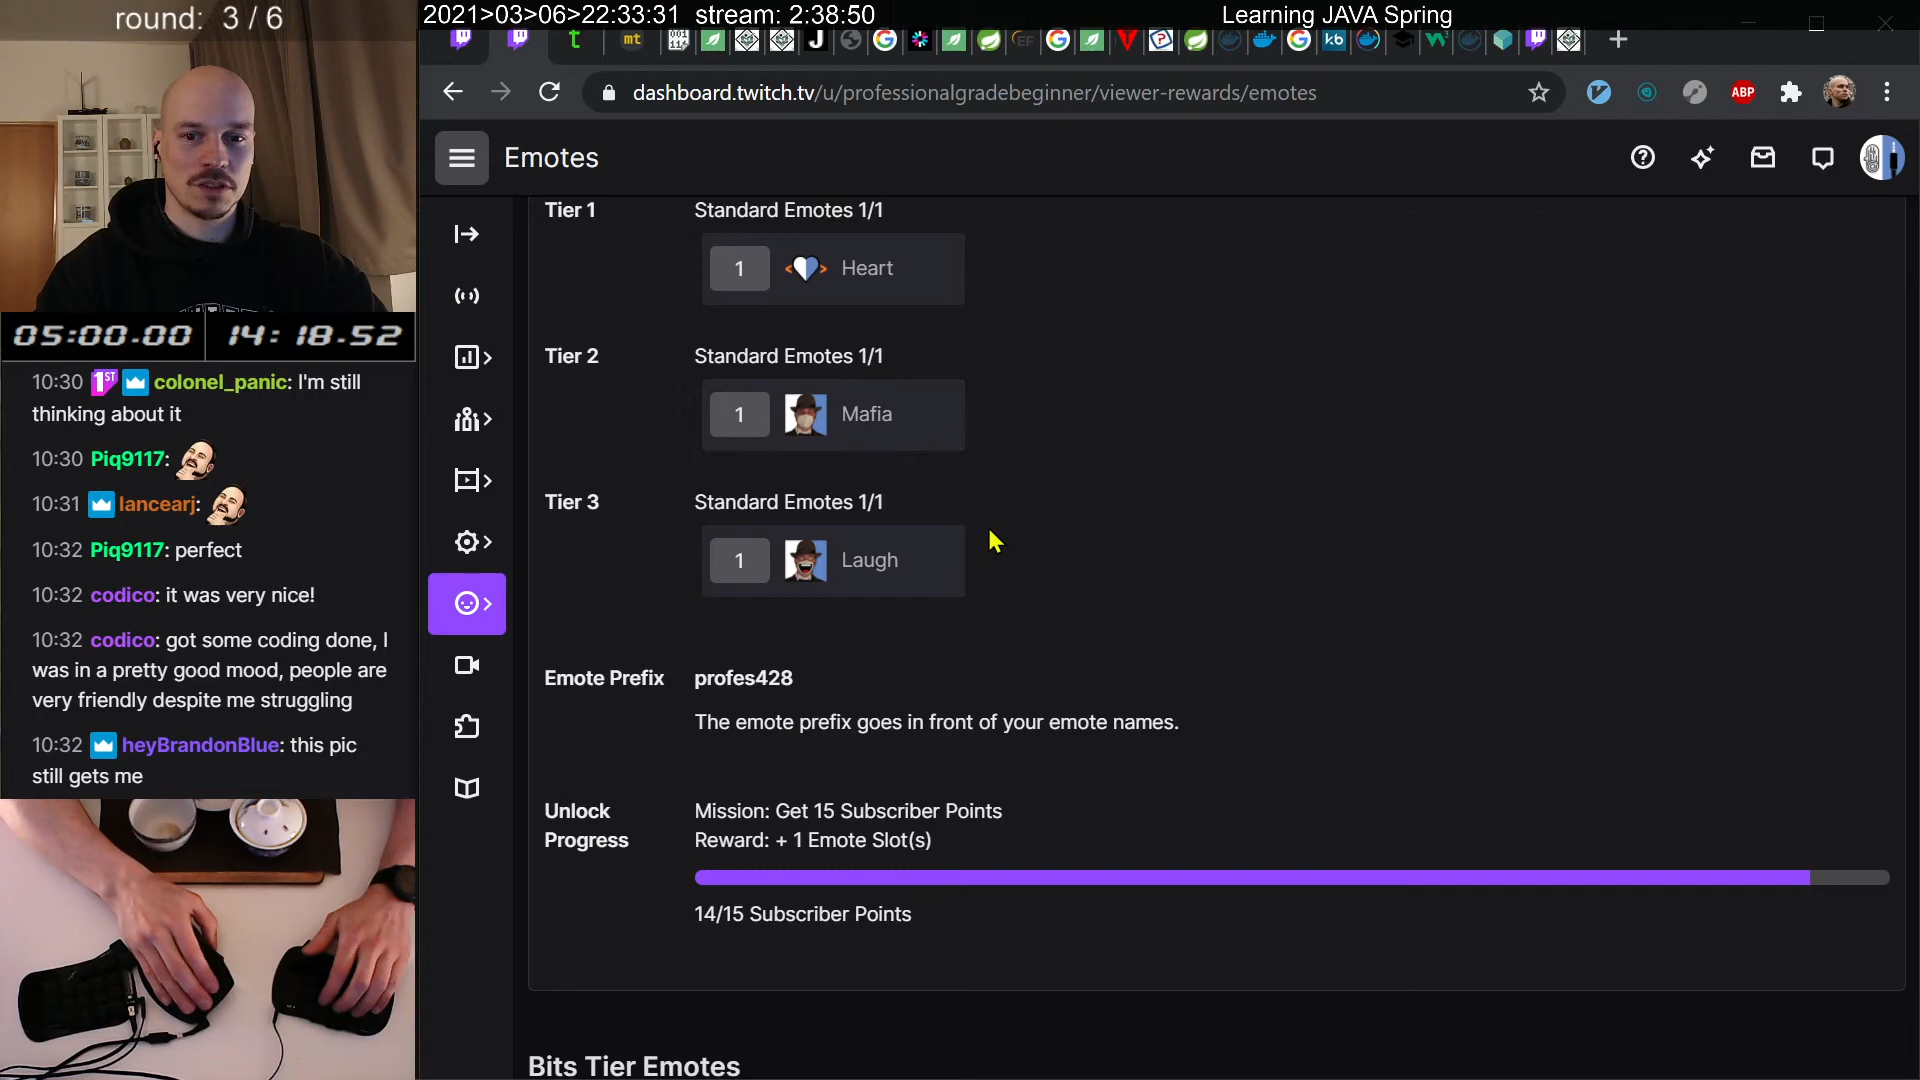 round: 3 / 6
2021>03>06>22:33:31 stream: 2:38:50
Learning JAVA Spring
dashboard.twitch.tv/u/professionalgradebeginner/viewer-rewards/emotes
ABP
Emotes
Tier 1
Standard Emotes 1/1
1
Heart
Tier 2
Standard Emotes 1/1
1
Mafia
Tier 3
Standard Emotes 1/1
1
Laugh
Emote Prefix
profes428
The emote prefix goes in front of your emote names.
Unlock
Progress
Mission: Get 15 Subscriber Points
Reward: + 1 Emote Slot(s)
14/15 Subscriber Points
Bits Tier Emotes
05:00.00
14:18.52
10:30 1ST colonel_panic: I'm still
thinking about it
10:30 Piq9117:
10:31 lancearj:
10:32 Piq9117: perfect
10:32 codico: it was very nice!
10:32 codico: got some coding done, I
was in a pretty good mood, people are
very friendly despite me struggling
10:32 heyBrandonBlue: this pic
still gets me